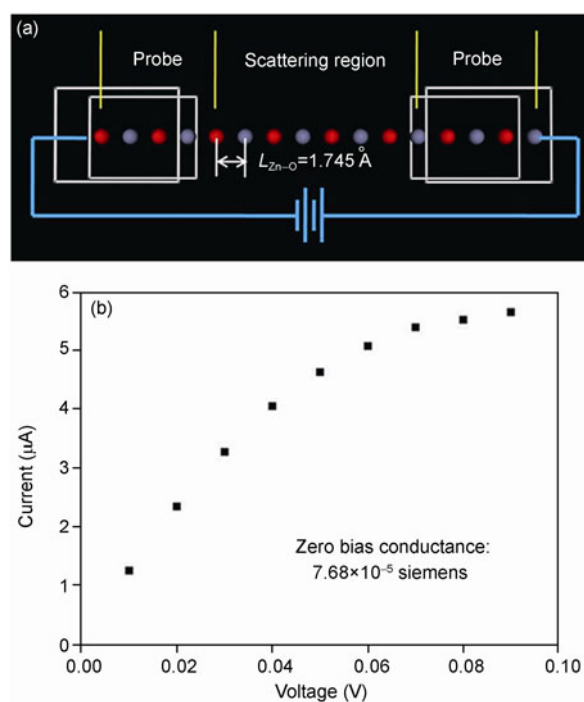 (a)
Probe Scattering region Probe
L_Zn–O=1.745 Å
(b)
6
5
4
3
2
1
0
Current (μA)
Zero bias conductance:
7.68×10⁻⁵ siemens
0.00 0.02 0.04 0.06 0.08 0.10
Voltage (V)